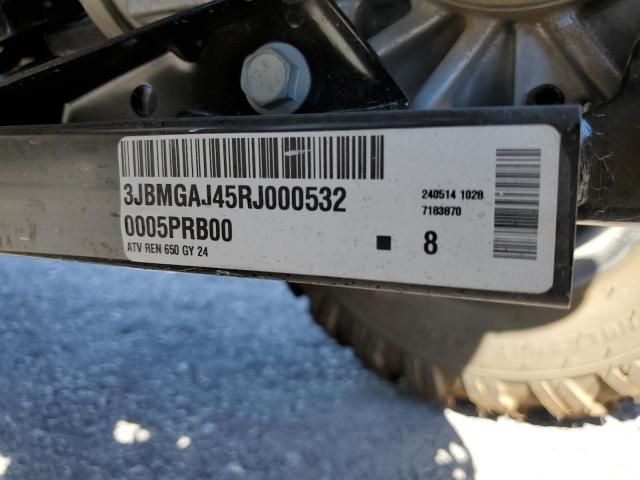 3JBMGAJ45RJ000532
0005PRB00
ATV REN 650 GY 24
240514 1028
7183870
8